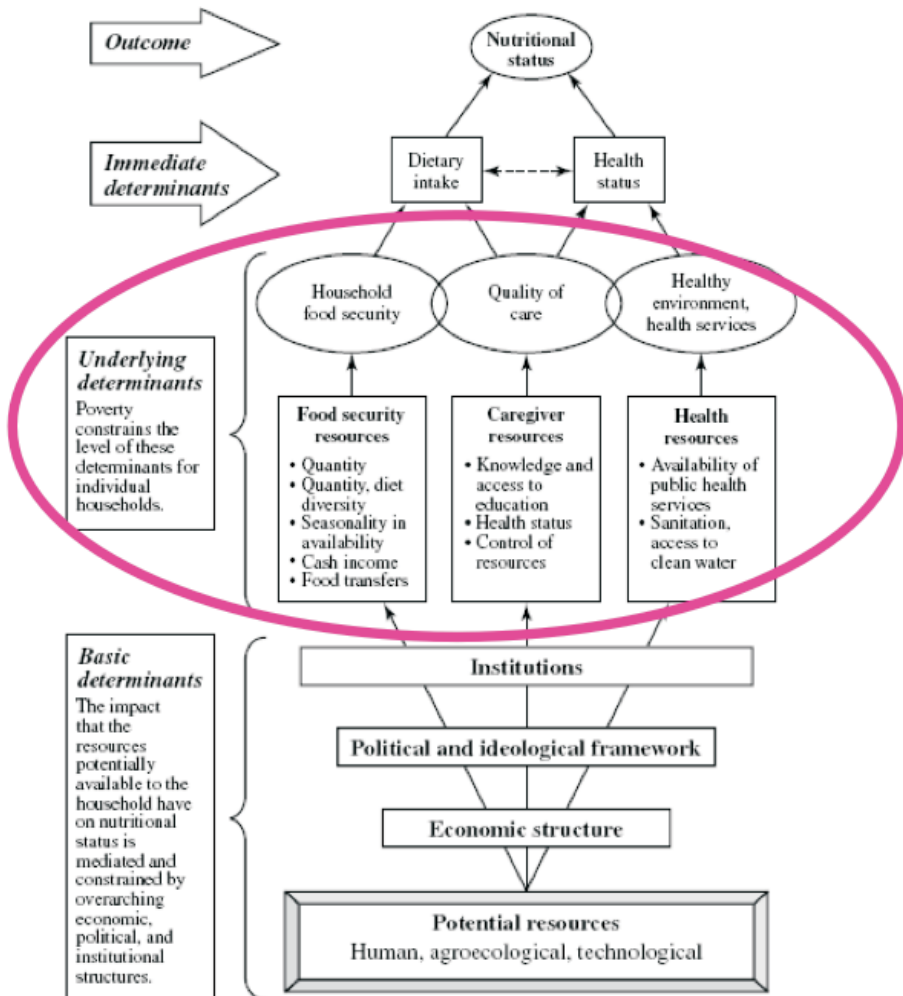 Outcome
Nutritional
status
Immediate
determinants
Dietary
intake
Health
status
Household
food security
Quality of
care
Healthy
environment,
health services
Underlying
determinants
Poverty
constrains the
level of these
determinants for
individual
households.
Food security
resources
• Quantity
• Quantity, diet
diversity
• Seasonality in
availability
• Cash income
• Food transfers
Caregiver
resources
• Knowledge and
access to
education
• Health status
• Control of
resources
Health
resources
• Availability of
public health
services
• Sanitation,
access to
clean water
Basic
determinants
The impact
that the
resources
potentially
available to the
household have
on nutritional
status is
mediated and
constrained by
overarching
economic,
political, and
institutional
structures.
Institutions
Political and ideological framework
Economic structure
Potential resources
Human, agroecological, technological